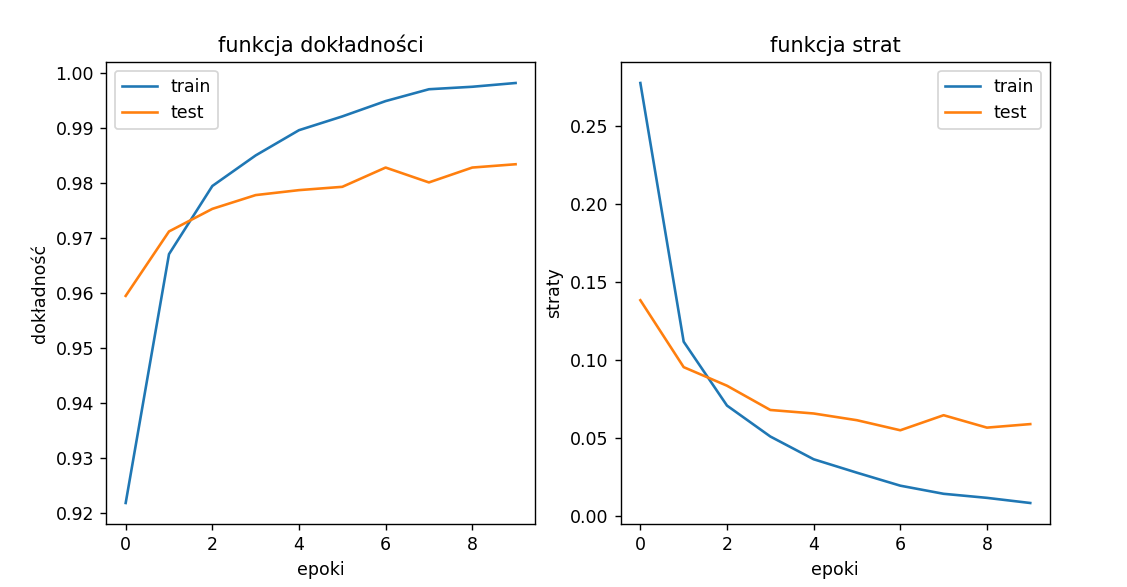 funkcja dokładności
train
test
1.00
0.99
0.98
0.97
0.96
0.95
0.94
0.93
0.92
dokładność
0 2 4 6 8
epoki
funkcja strat
train
test
0.25
0.20
0.15
0.10
0.05
0.00
straty
0 2 4 6 8
epoki